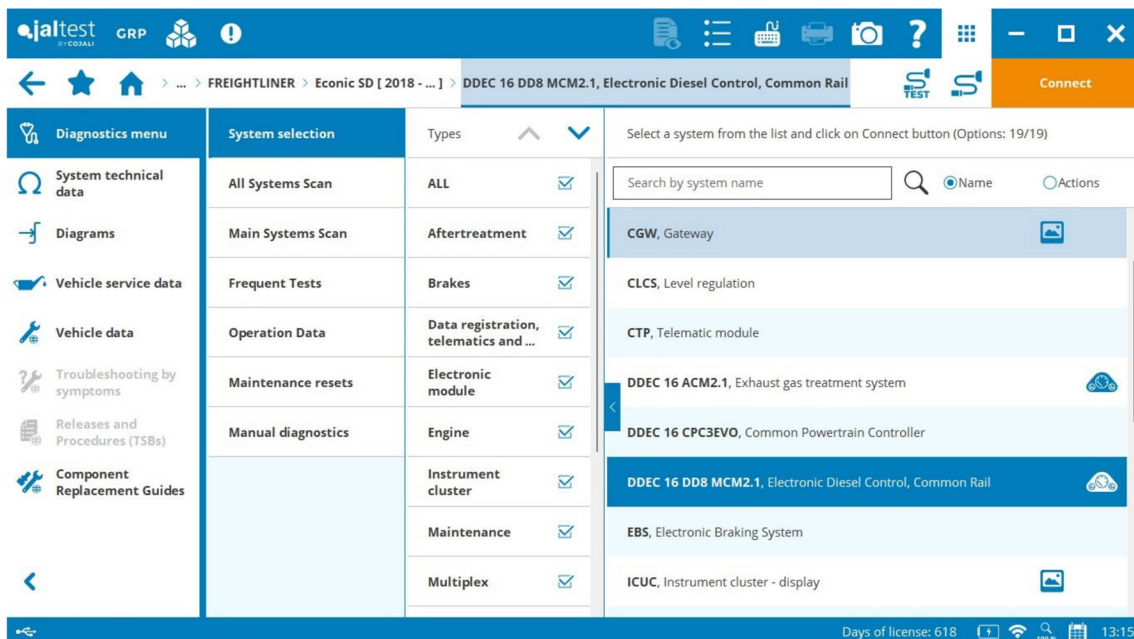 jaltest GRP
BY COJALI
> ... > FREIGHTLINER > Econic SD [ 2018 - ... ] > DDEC 16 DD8 MCM2.1, Electronic Diesel Control, Common Rail
TEST
Connect
Diagnostics menu
System technical
data
Diagrams
Vehicle service data
Vehicle data
Troubleshooting by
symptoms
Releases and
Procedures (TSBs)
Component
Replacement Guides
System selection
All Systems Scan
Main Systems Scan
Frequent Tests
Operation Data
Maintenance resets
Manual diagnostics
Types
ALL
Aftertreatment
Brakes
Data registration,
telematics and ...
Electronic
module
Engine
Instrument
cluster
Maintenance
Multiplex
Select a system from the list and click on Connect button (Options: 19/19)
Search by system name
Name
Actions
CGW, Gateway
CLCS, Level regulation
CTP, Telematic module
DDEC 16 ACM2.1, Exhaust gas treatment system
DDEC 16 CPC3EVO, Common Powertrain Controller
DDEC 16 DD8 MCM2.1, Electronic Diesel Control, Common Rail
EBS, Electronic Braking System
ICUC, Instrument cluster - display
Days of license: 618
13:15